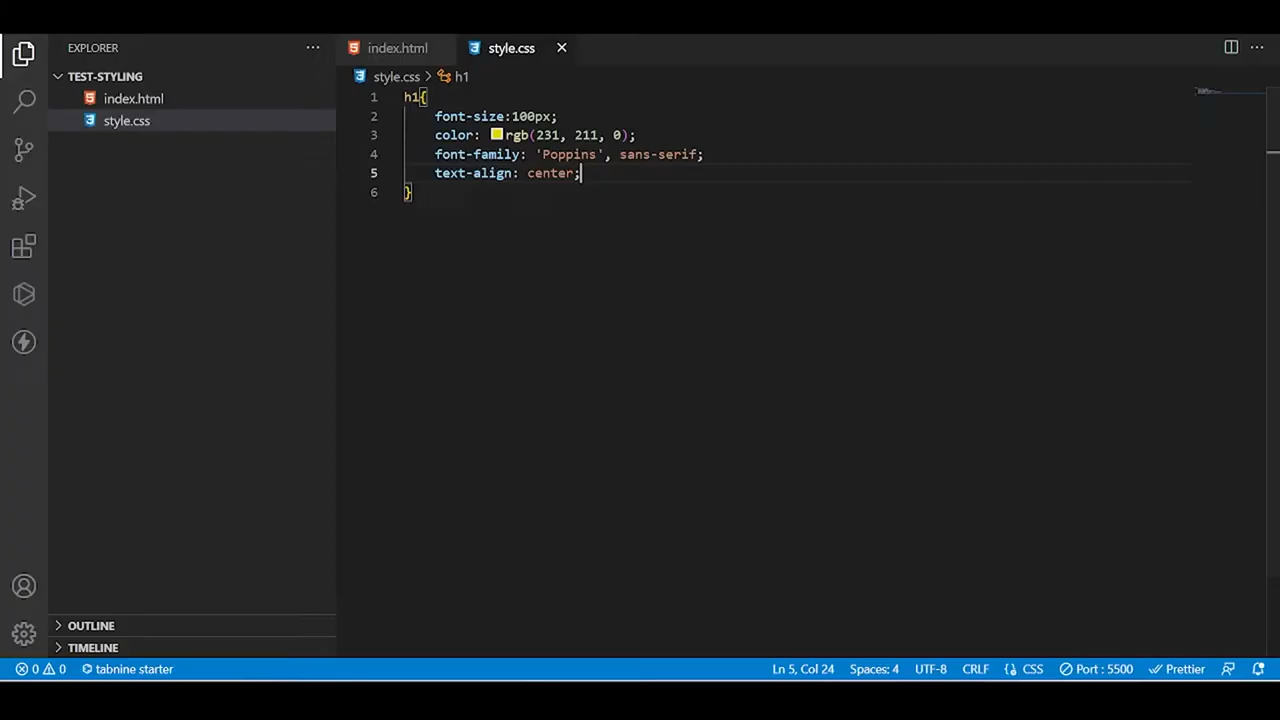 EXPLORER
TEST-STYLING
index.html
style.css
OUTLINE
TIMELINE
index.html
style.css
style.css > h1
1 h1{
2 font-size:100px;
3 color: rgb(231, 211, 0);
4 font-family: 'Poppins', sans-serif;
5 text-align: center;
6 }
0 0 tabnine starter Ln 5, Col 24 Spaces: 4 UTF-8 CRLF {} CSS Port : 5500 Prettier